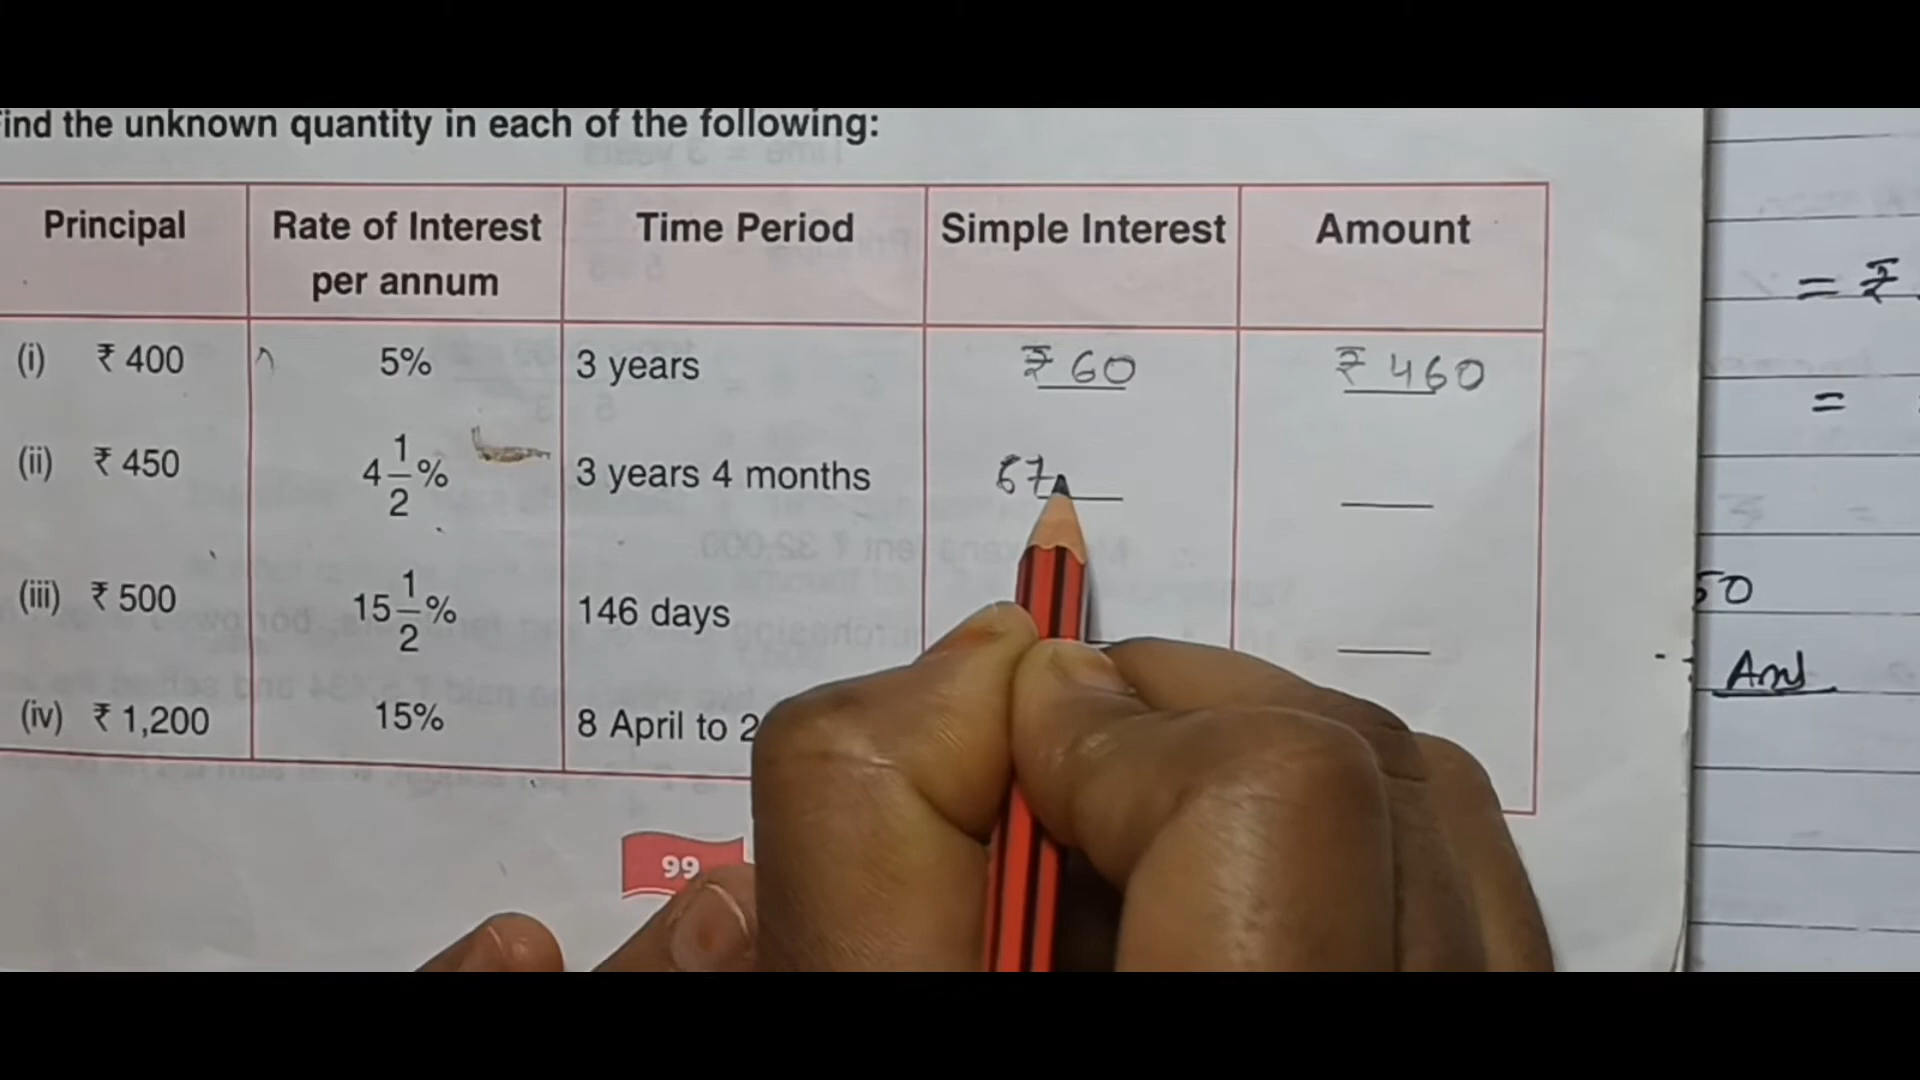 ind the unknown quantity in each of the following:
Principal Rate of Interest per annum Time Period Simple Interest Amount
(i) ₹ 400 5% 3 years ₹ 60 ₹ 460
(ii) ₹ 450 4 1/2 % 3 years 4 months 67
(iii) ₹ 500 15 1/2 % 146 days
(iv) ₹ 1,200 15% 8 April to 2
99
= ₹
=
50
Ans